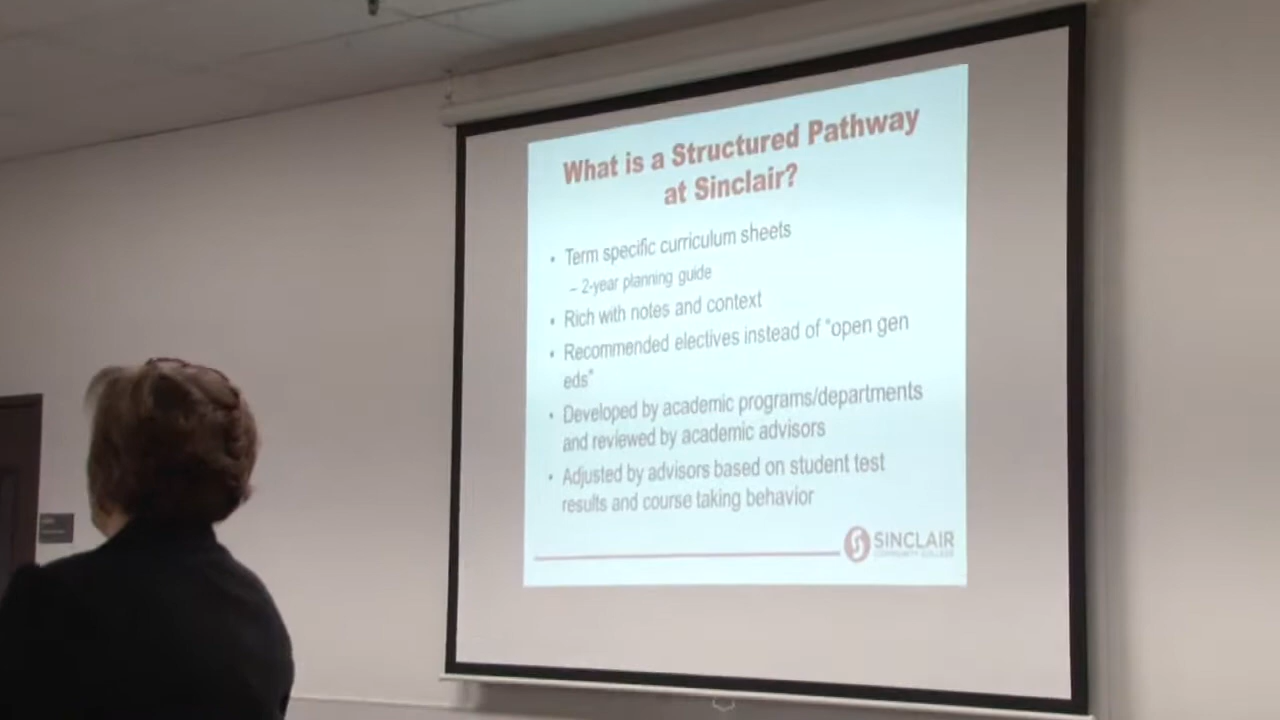 What is a Structured Pathway
at Sinclair?
• Term specific curriculum sheets
– 2-year planning guide
• Rich with notes and context
• Recommended electives instead of "open gen
eds"
• Developed by academic programs/departments
and reviewed by academic advisors
• Adjusted by advisors based on student test
results and course taking behavior
SINCLAIR
COMMUNITY COLLEGE